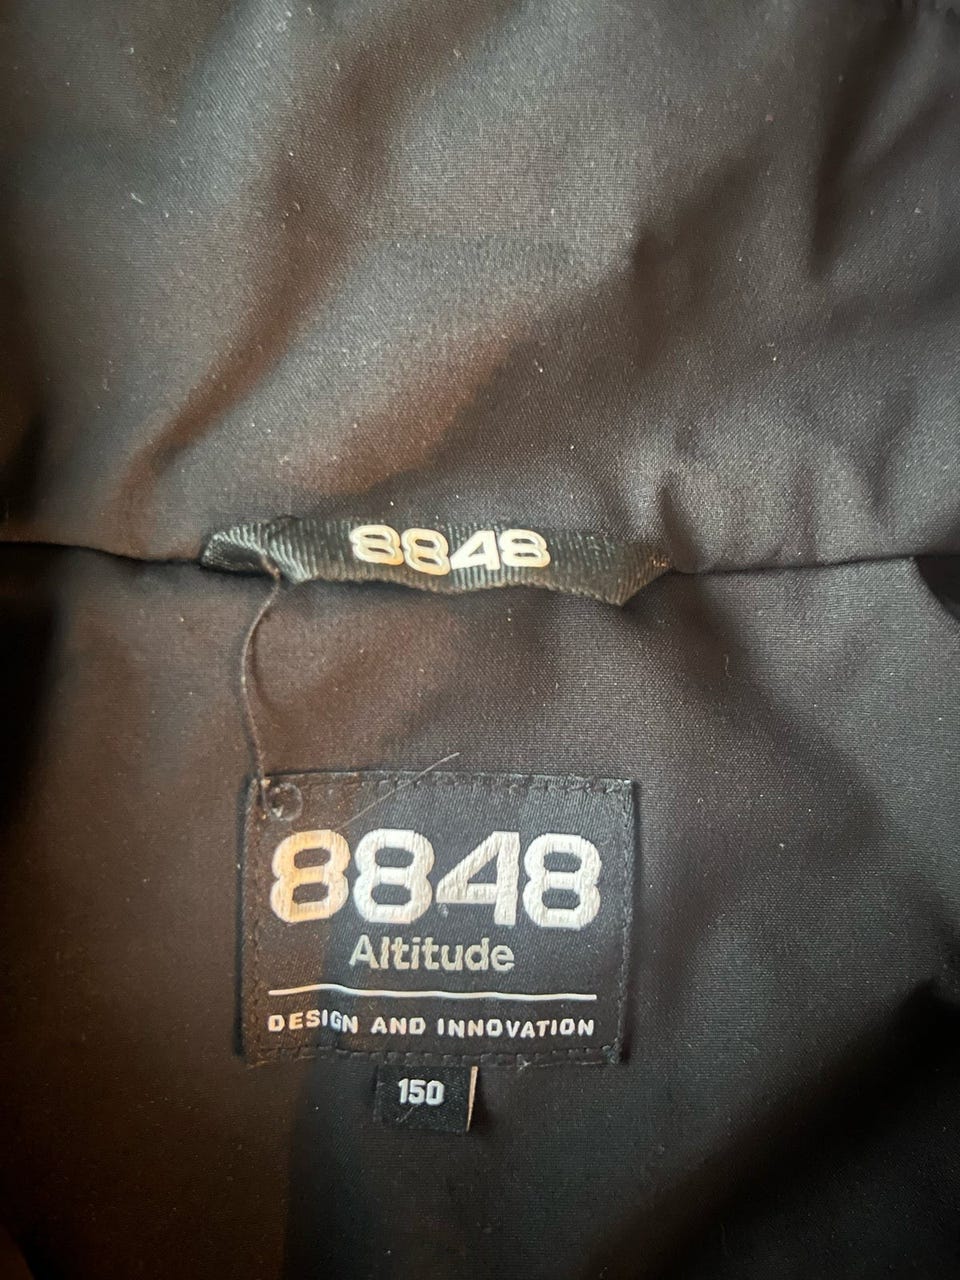 8848
8848
Altitude
DESIGN AND INNOVATION
150